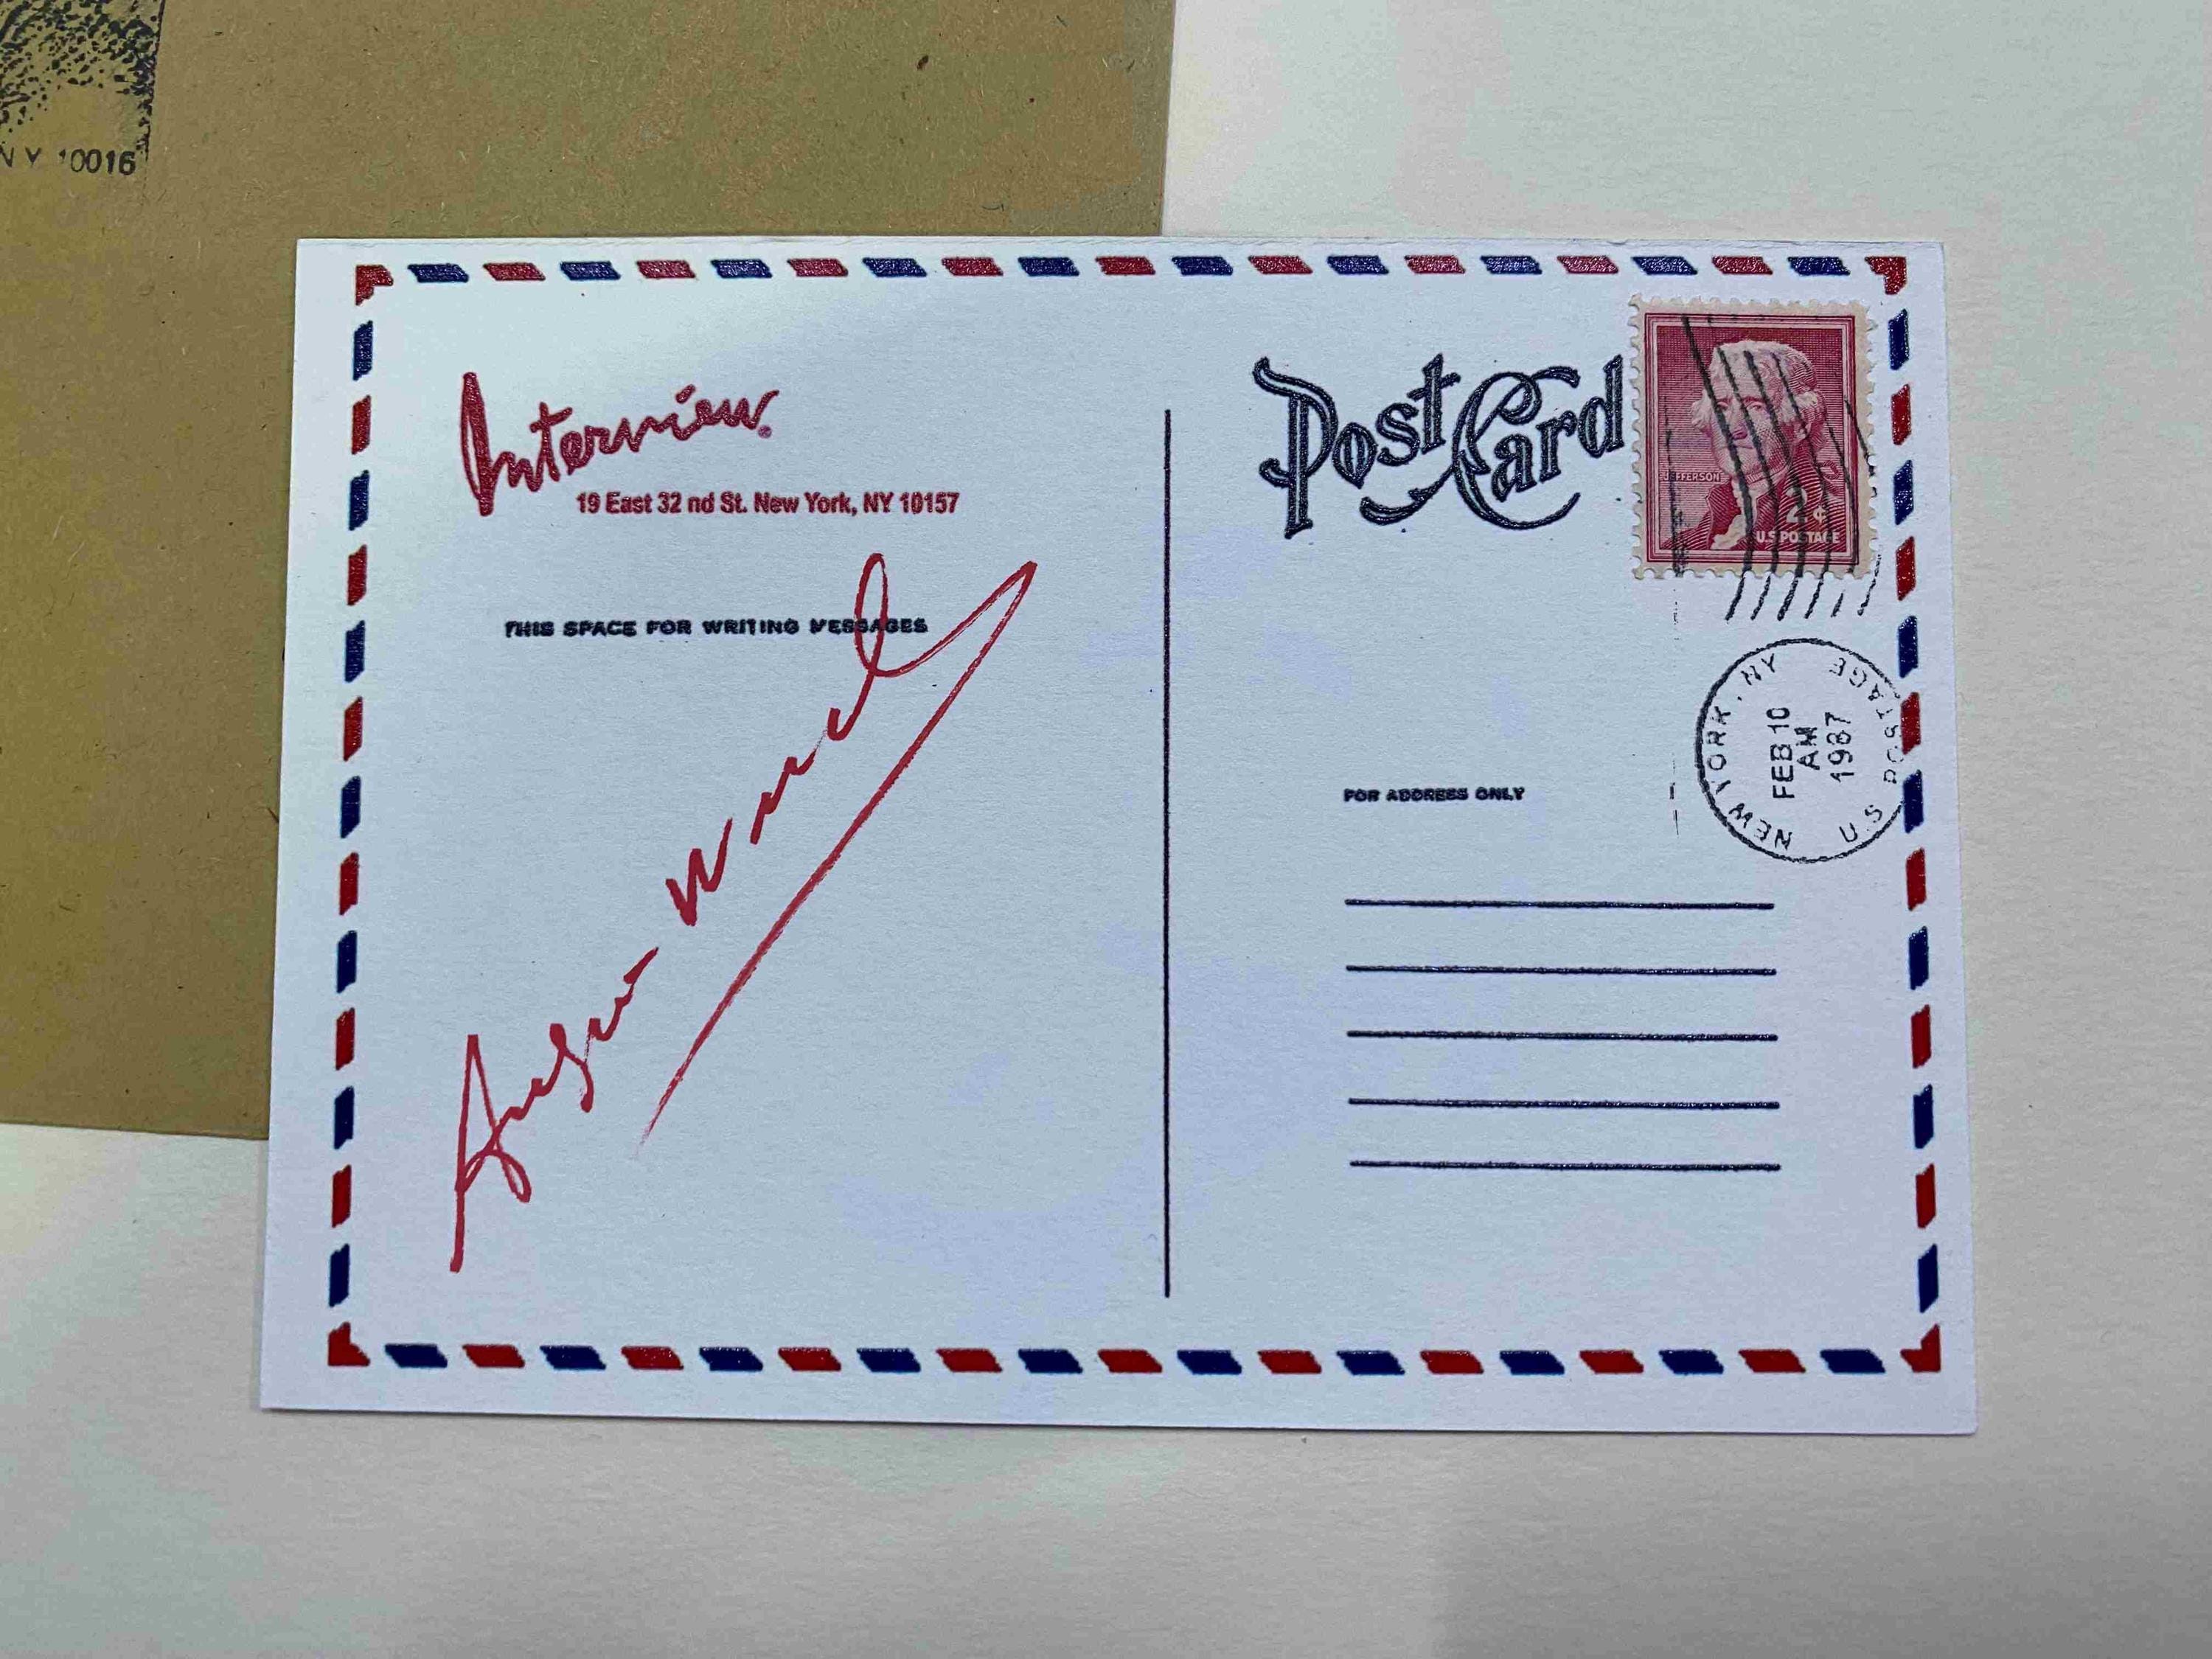 NY 10016
Interview
19 East 32 nd St. New York, NY 10157
THIS SPACE FOR WRITING MESSAGES
Post Card
JEFFERSON
2¢
U.S. POSTAGE
NEW YORK, NY
FEB 10
AM
1987
U.S. POSTAGE
FOR ADDRESS ONLY